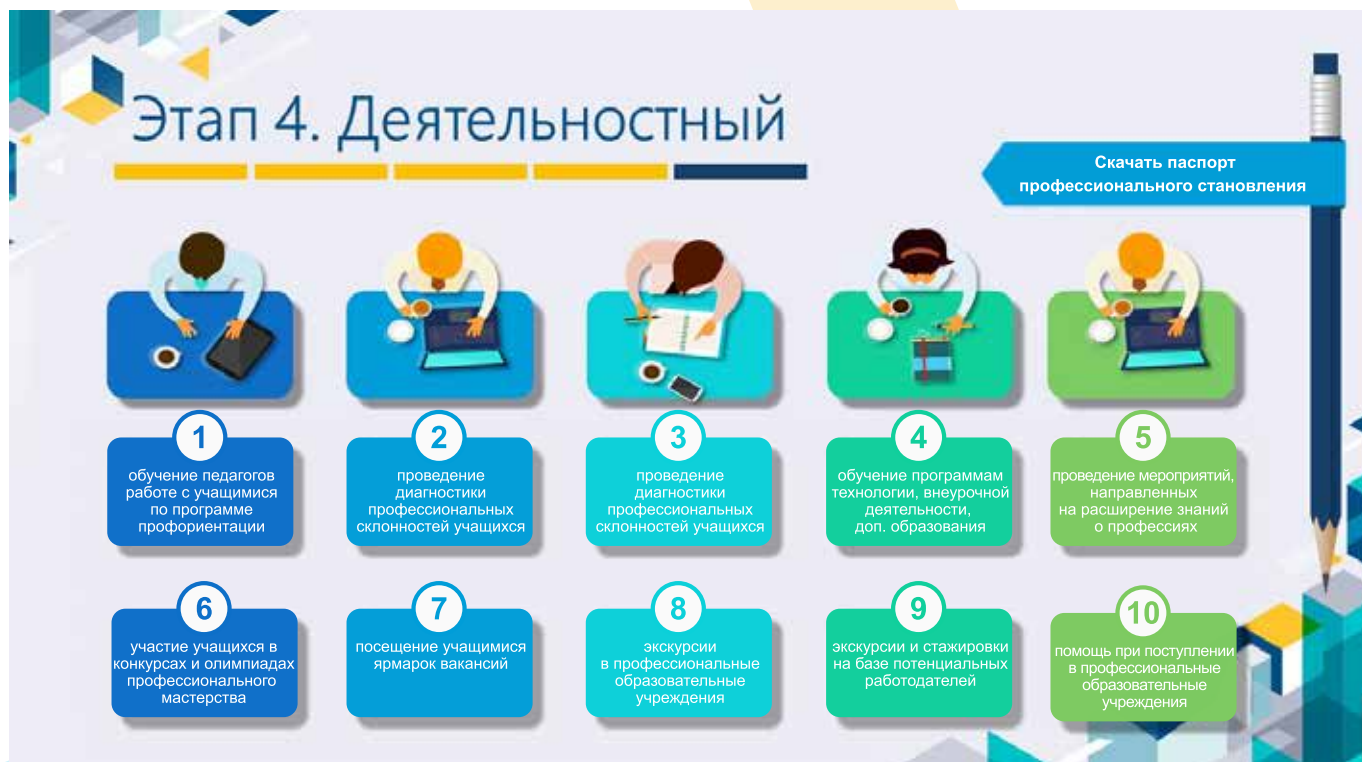 Этап 4. Деятельностный
Скачать паспорт
профессионального становления
1
обучение педагогов
работе с учащимися
по программе
профориентации
2
проведение
диагностики
профессиональных
склонностей учащихся
3
проведение
диагностики
профессиональных
склонностей учащихся
4
обучение программам
технологии, внеурочной
деятельности,
доп. образования
5
проведение мероприятий,
направленных
на расширение знаний
о профессиях
6
участие учащихся в
конкурсах и олимпиадах
профессионального
мастерства
7
посещение учащимися
ярмарок вакансий
8
экскурсии
в профессиональные
образовательные
учреждения
9
экскурсии и стажировки
на базе потенциальных
работодателей
10
помощь при поступлении
в профессиональные
образовательные
учреждения